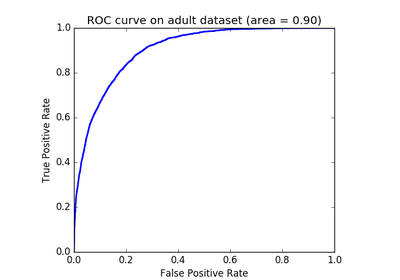 ROC curve on adult dataset (area = 0.90)
1.0
0.8
0.6
0.4
0.2
0.0
True Positive Rate
0.0 0.2 0.4 0.6 0.8 1.0
False Positive Rate